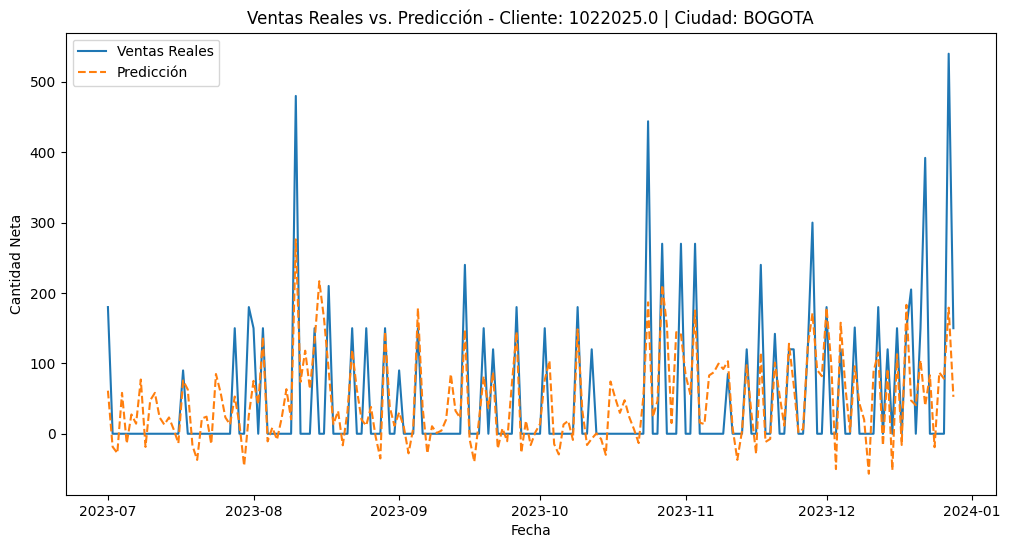 Ventas Reales vs. Predicción - Cliente: 1022025.0 | Ciudad: BOGOTA
Ventas Reales
Predicción
500
400
300
200
100
0
Cantidad Neta
2023-07 2023-08 2023-09 2023-10 2023-11 2023-12 2024-01
Fecha